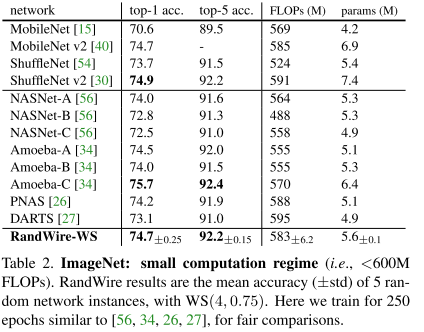 network top-1 acc. top-5 acc. FLOPs (M) params (M)
MobileNet [15] 70.6 89.5 569 4.2
MobileNet v2 [40] 74.7 - 585 6.9
ShuffleNet [54] 73.7 91.5 524 5.4
ShuffleNet v2 [30] 74.9 92.2 591 7.4
NASNet-A [56] 74.0 91.6 564 5.3
NASNet-B [56] 72.8 91.3 488 5.3
NASNet-C [56] 72.5 91.0 558 4.9
Amoeba-A [34] 74.5 92.0 555 5.1
Amoeba-B [34] 74.0 91.5 555 5.3
Amoeba-C [34] 75.7 92.4 570 6.4
PNAS [26] 74.2 91.9 588 5.1
DARTS [27] 73.1 91.0 595 4.9
RandWire-WS 74.7±0.25 92.2±0.15 583±6.2 5.6±0.1
Table 2. ImageNet: small computation regime (i.e., <600M
FLOPs). RandWire results are the mean accuracy (±std) of 5 ran-
dom network instances, with WS(4, 0.75). Here we train for 250
epochs similar to [56, 34, 26, 27], for fair comparisons.